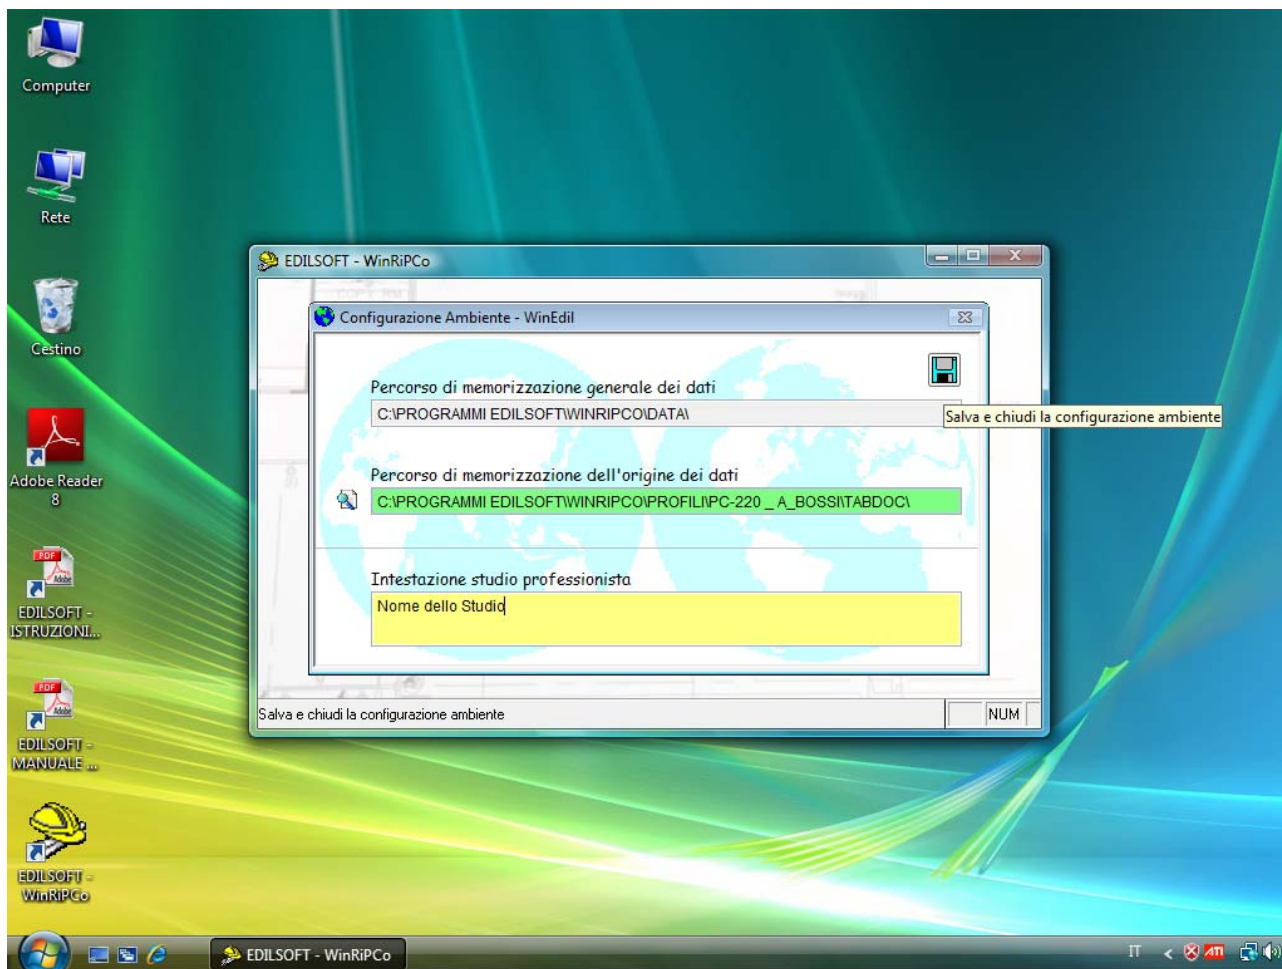 Computer
Rete
Cestino
Adobe Reader
8
EDILSOFT -
ISTRUZIONI...
EDILSOFT -
MANUALE ...
EDILSOFT -
WinRiPCo
EDILSOFT - WinRiPCo
Configurazione Ambiente - WinEdil
Percorso di memorizzazione generale dei dati
C:\PROGRAMMI EDILSOFT\WINRIPCO\DATA\
Salva e chiudi la configurazione ambiente
Percorso di memorizzazione dell'origine dei dati
C:\PROGRAMMI EDILSOFT\WINRIPCO\PROFILI\PC-220 _ A_BOSSI\TABDOC\
Intestazione studio professionista
Nome dello Studio
Salva e chiudi la configurazione ambiente
NUM
EDILSOFT - WinRiPCo
IT
ATI